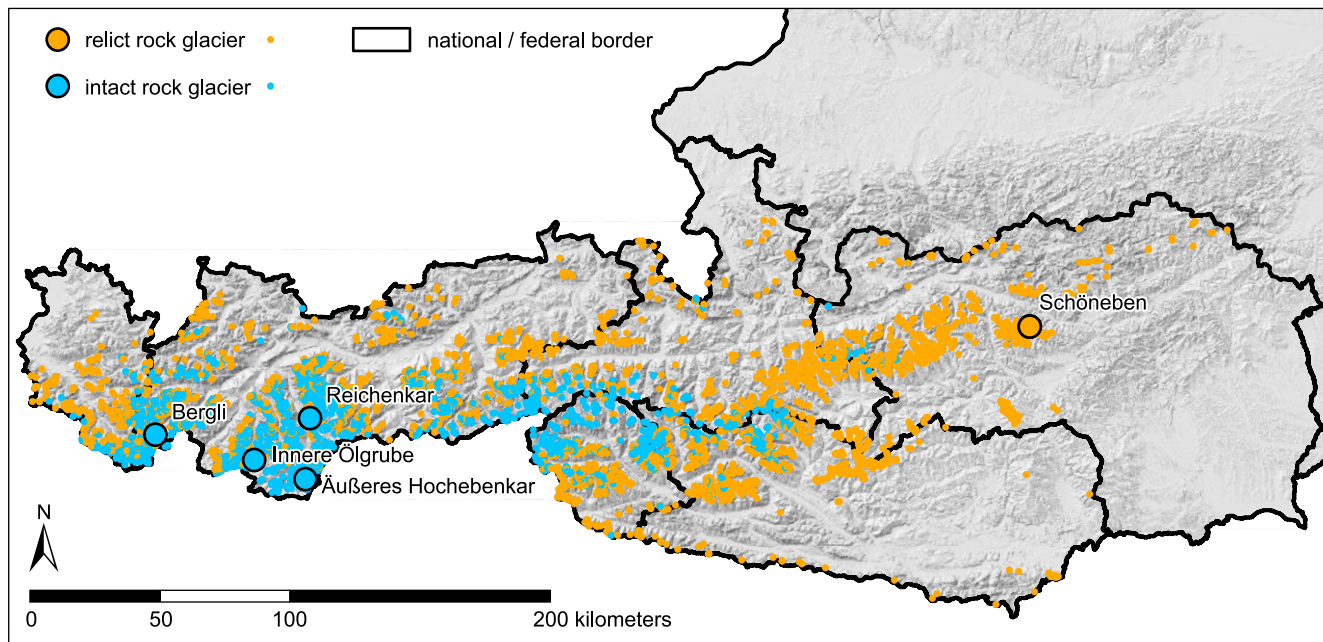 relict rock glacier
national / federal border
intact rock glacier
Schöneben
Reichenkar
Bergli
Innere Ölgrube
Äußeres Hochebenkar
N
0
50
100
200 kilometers